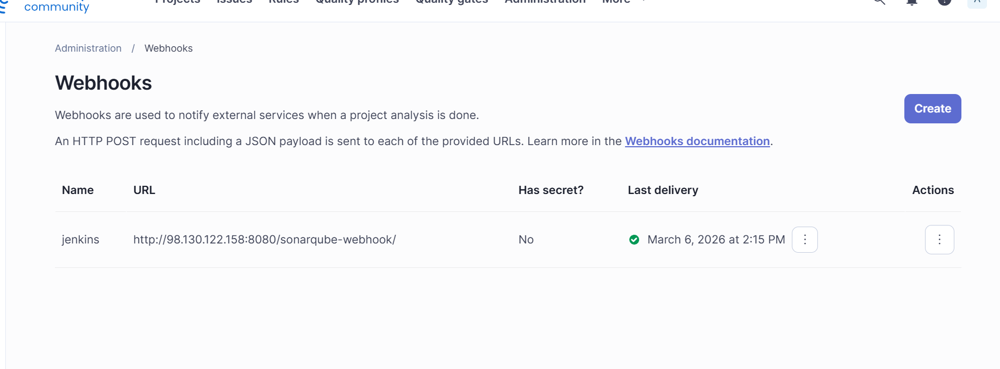 community Projects Issues Rules Quality profiles Quality gates Administration More A
Administration / Webhooks
Webhooks
Webhooks are used to notify external services when a project analysis is done.
Create
An HTTP POST request including a JSON payload is sent to each of the provided URLs. Learn more in the Webhooks documentation.
Name URL Has secret? Last delivery Actions
jenkins http://98.130.122.158:8080/sonarqube-webhook/ No March 6, 2026 at 2:15 PM